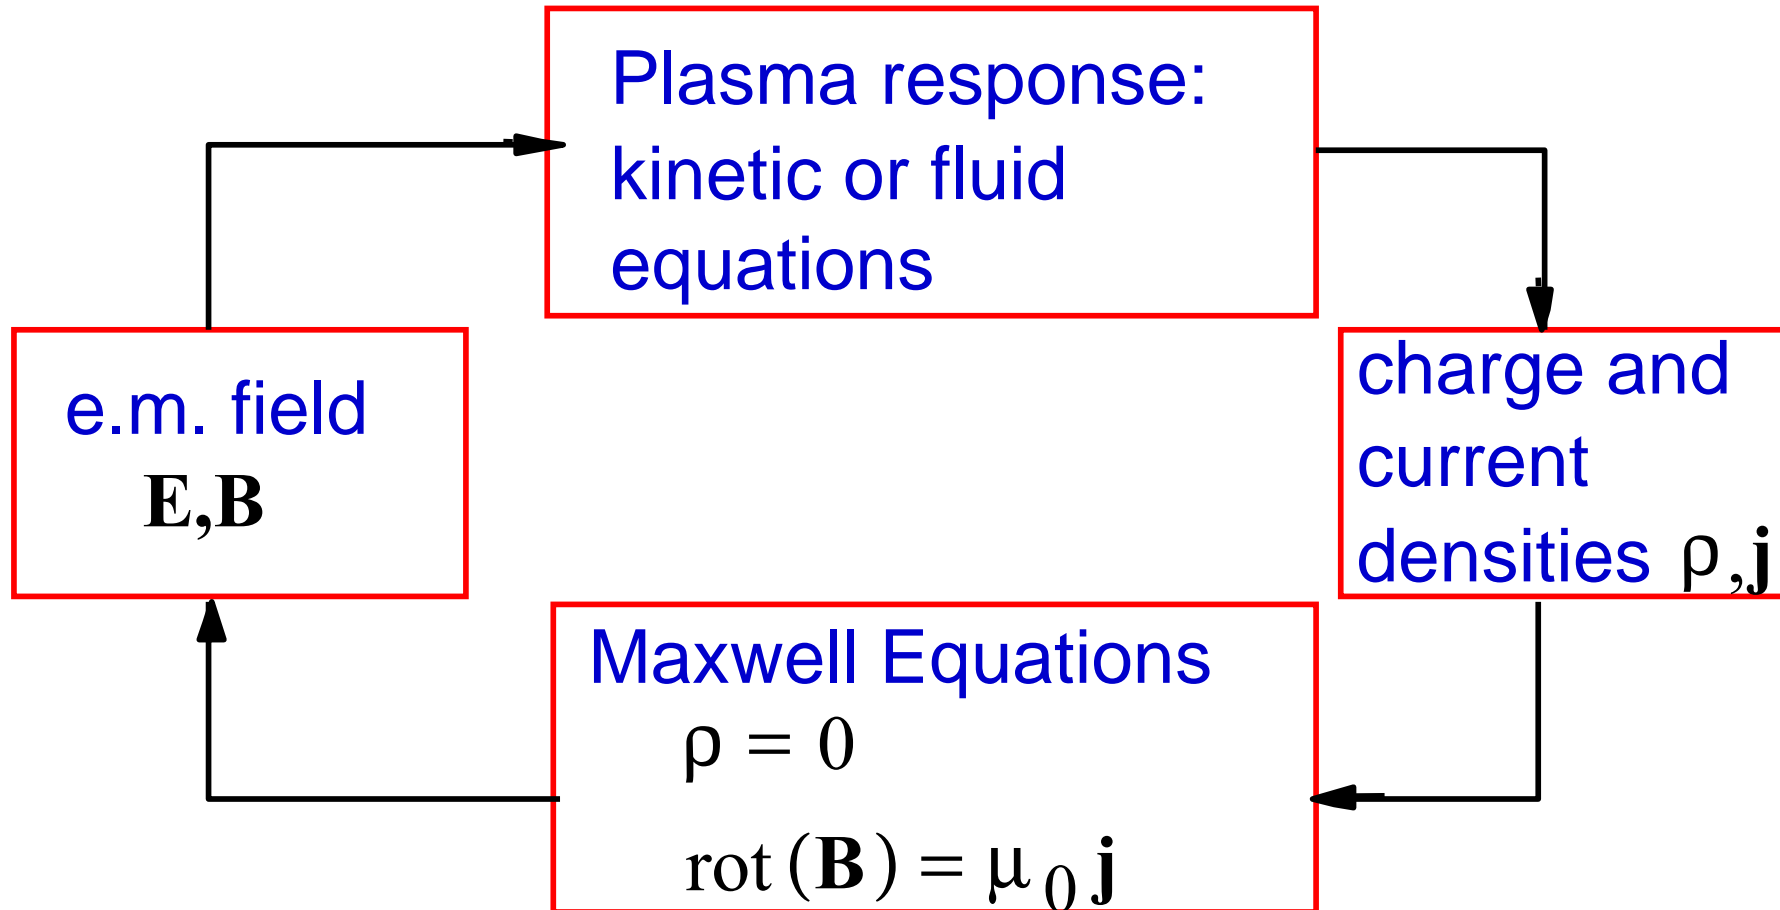 Plasma response:
kinetic or fluid
equations
e.m. field
E,B
charge and
current
densities ρ,j
Maxwell Equations
ρ = 0
rot (B) = μ₀ j